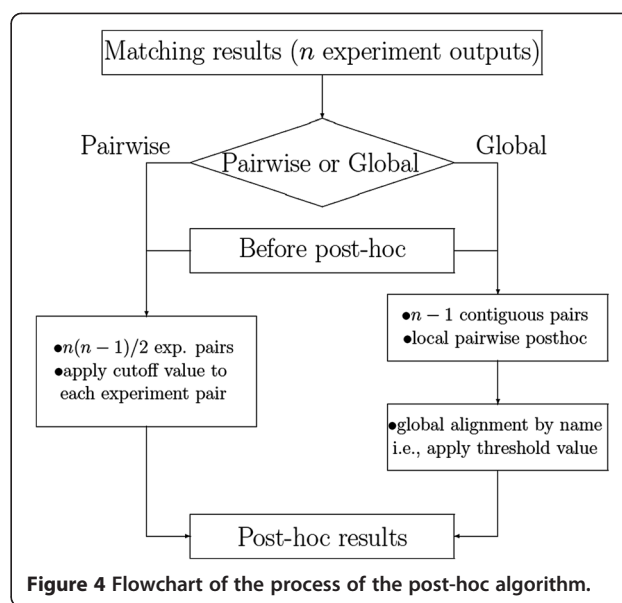 Matching results (n experiment outputs)
Pairwise
Global
Pairwise or Global
Before post-hoc
●n(n−1)/2 exp. pairs
●apply cutoff value to
each experiment pair
●n−1 contiguous pairs
●local pairwise posthoc
●global alignment by name
i.e., apply threshold value
Post-hoc results
Figure 4 Flowchart of the process of the post-hoc algorithm.